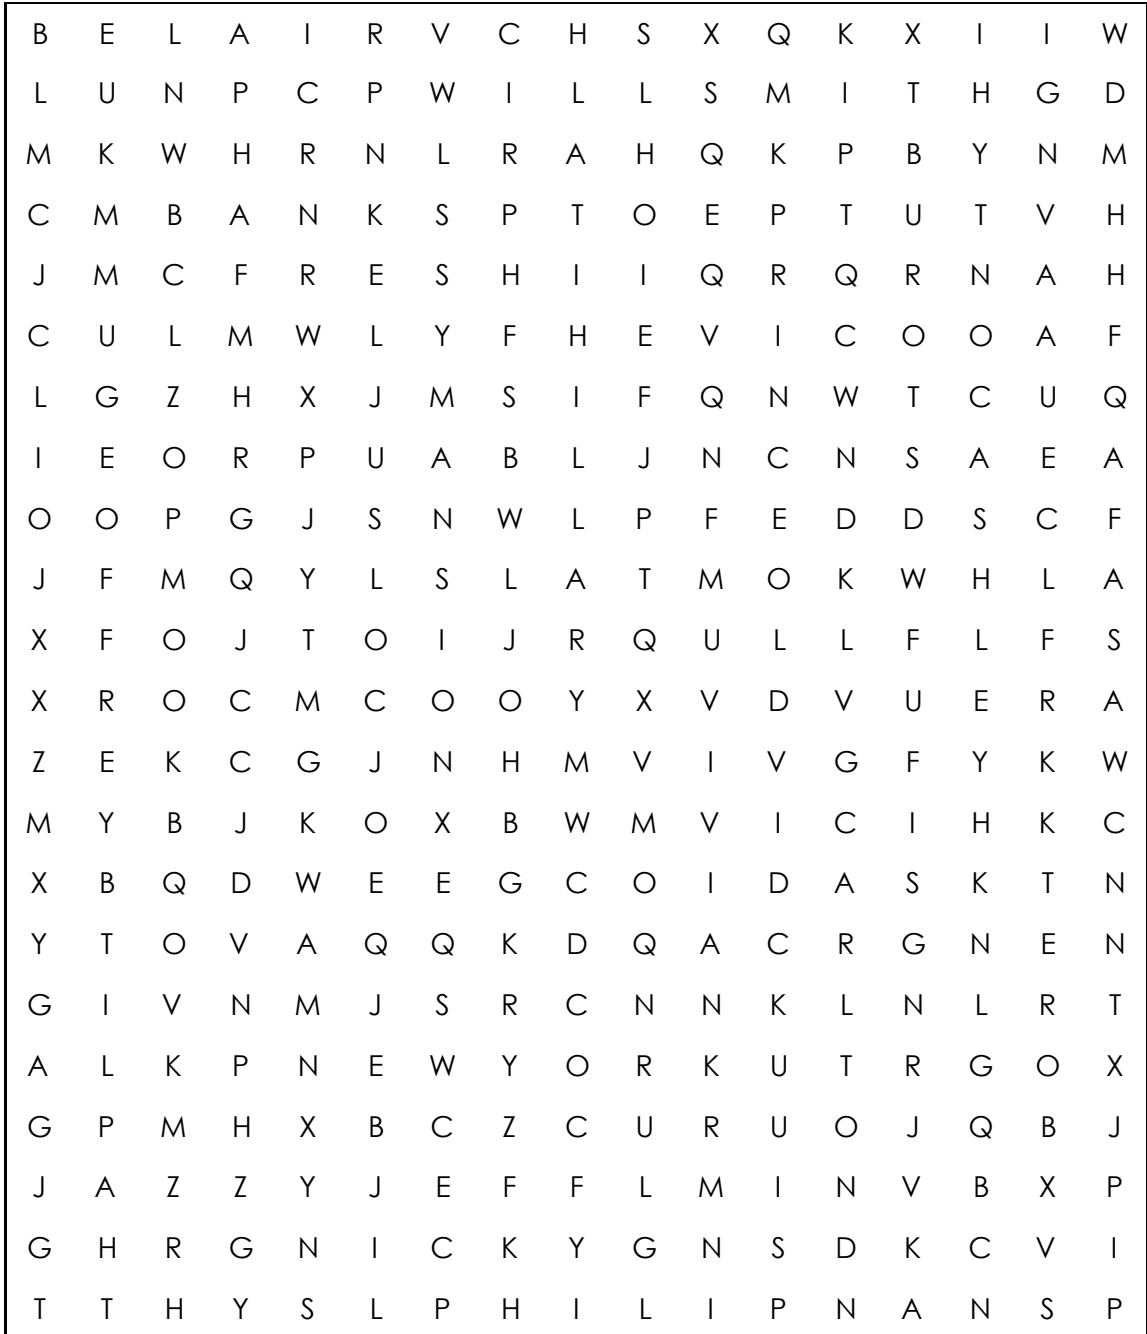 B E L A I R V C H S X Q K X I I W
L U N P C P W I L L S M I T H G D
M K W H R N L R A H Q K P B Y N M
C M B A N K S P T O E P T U T V H
J M C F R E S H I I Q R Q R N A H
C U L M W L Y F H E V I C O O A F
L G Z H X J M S I F Q N W T C U Q
I E O R P U A B L J N C N S A E A
O O P G J S N W L P F E D D S C F
J F M Q Y L S L A T M O K W H L A
X F O J T O I J R Q U L L F L F S
X R O C M C O O Y X V D V U E R A
Z E K C G J N H M V I V G F Y K W
M Y B J K O X B W M V I C I H K C
X B Q D W E E G C O I D A S K T N
Y T O V A Q Q K D Q A C R G N E N
G I V N M J S R C N N K L N L R T
A L K P N E W Y O R K U T R G O X
G P M H X B C Z C U R U O J Q B J
J A Z Z Y J E F F L M I N V B X P
G H R G N I C K Y G N S D K C V I
T T H Y S L P H I L I P N A N S P